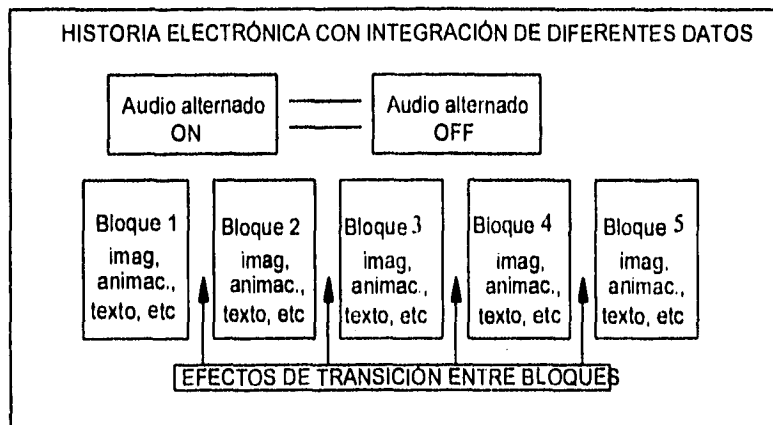 HISTORIA ELECTRÓNICA CON INTEGRACIÓN DE DIFERENTES DATOS
Audio alternado
ON
Audio alternado
OFF
Bloque 1
imag,
animac.,
texto, etc
Bloque 2
imag,
animac.,
texto, etc
Bloque 3
imag,
animac.,
texto, etc
Bloque 4
imag,
animac.,
texto, etc
Bloque 5
imag,
animac.,
texto, etc
EFECTOS DE TRANSICIÓN ENTRE BLOQUES